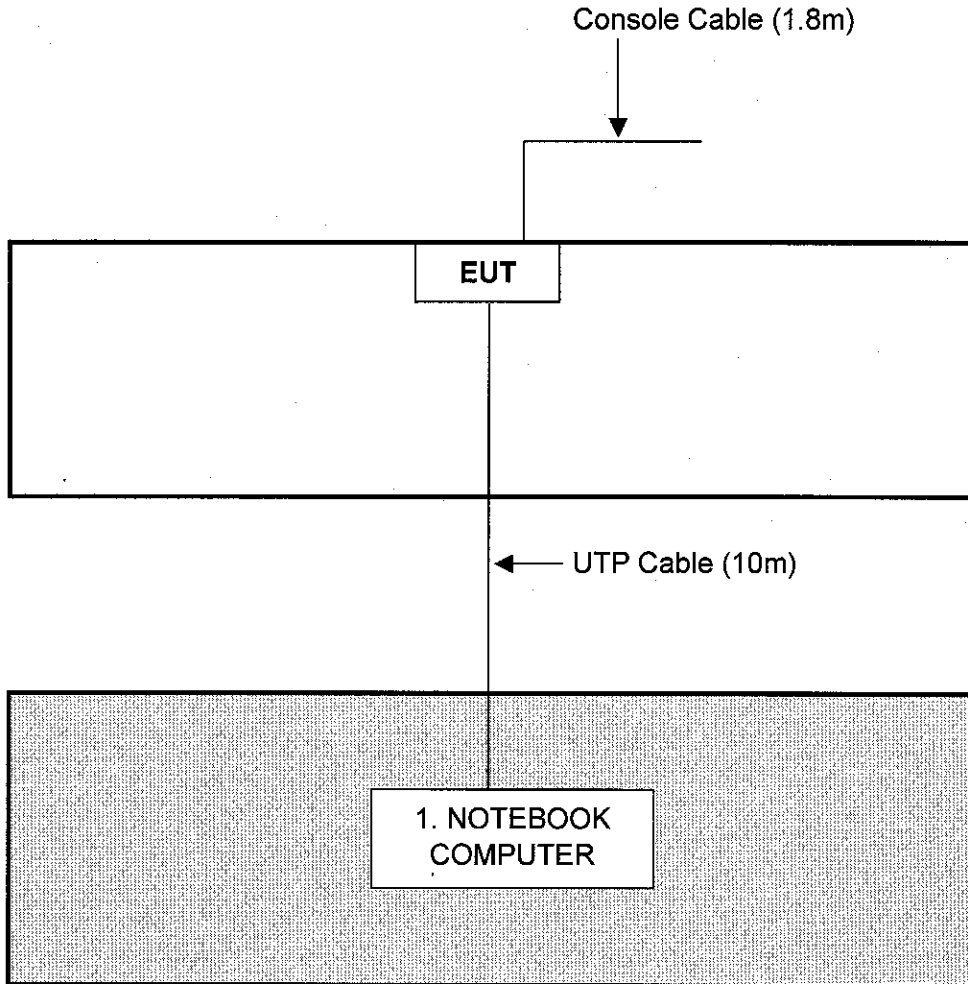 Console Cable (1.8m)
EUT
UTP Cable (10m)
1. NOTEBOOK
COMPUTER